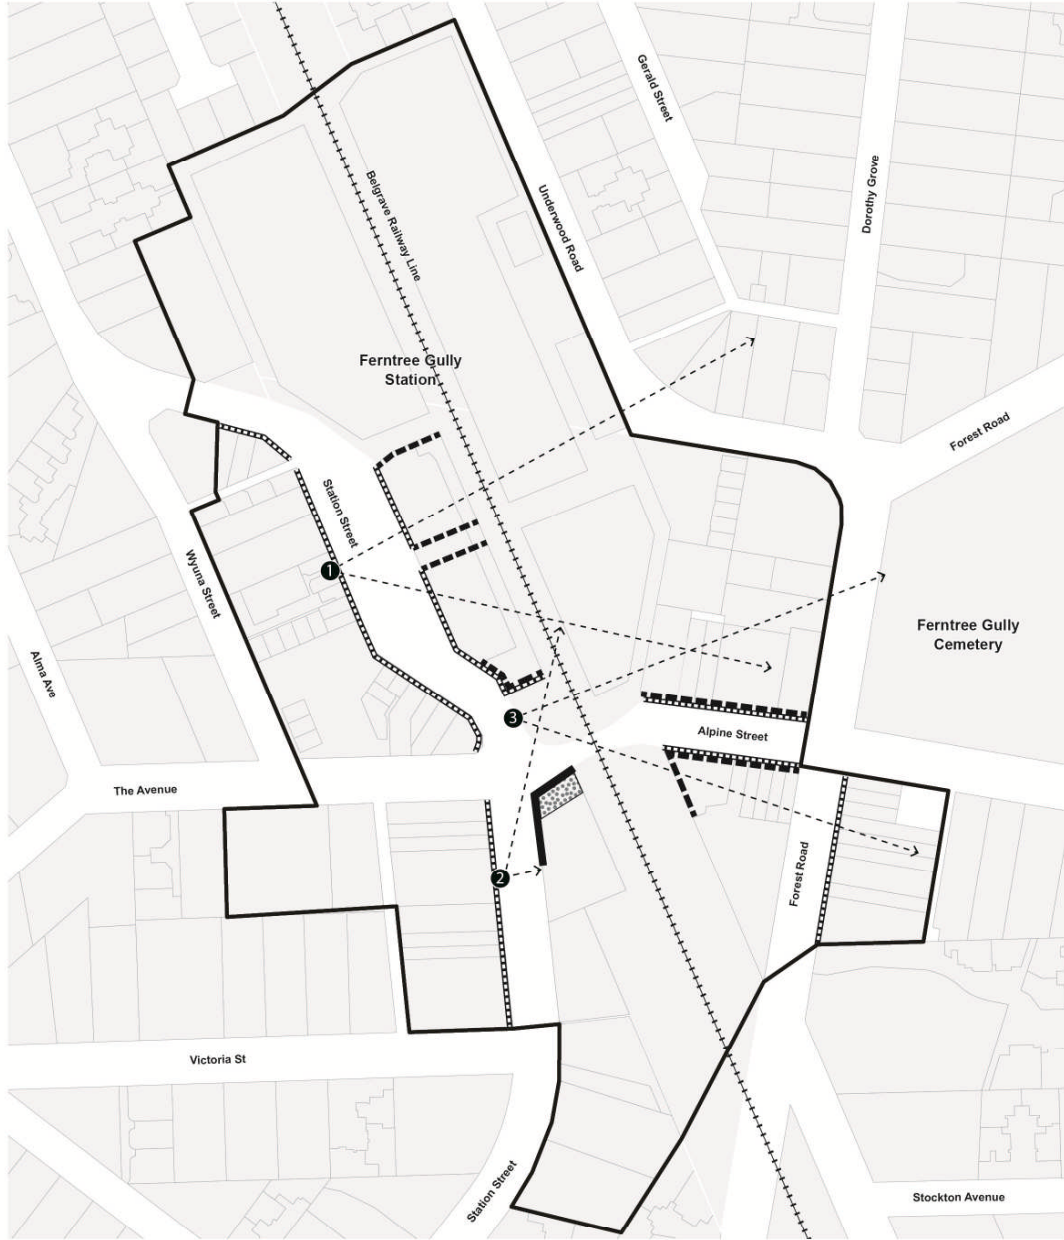 Gerald Street
Dorothy Grove
Underwood Road
Belgrave Railway Line
Ferntree Gully
Station
Forest Road
Station Street
1
Wyuna Street
Ferntree Gully
Cemetery
Alma Ave
3
Alpine Street
The Avenue
2
Forest Road
Victoria St
Station Street
Stockton Avenue